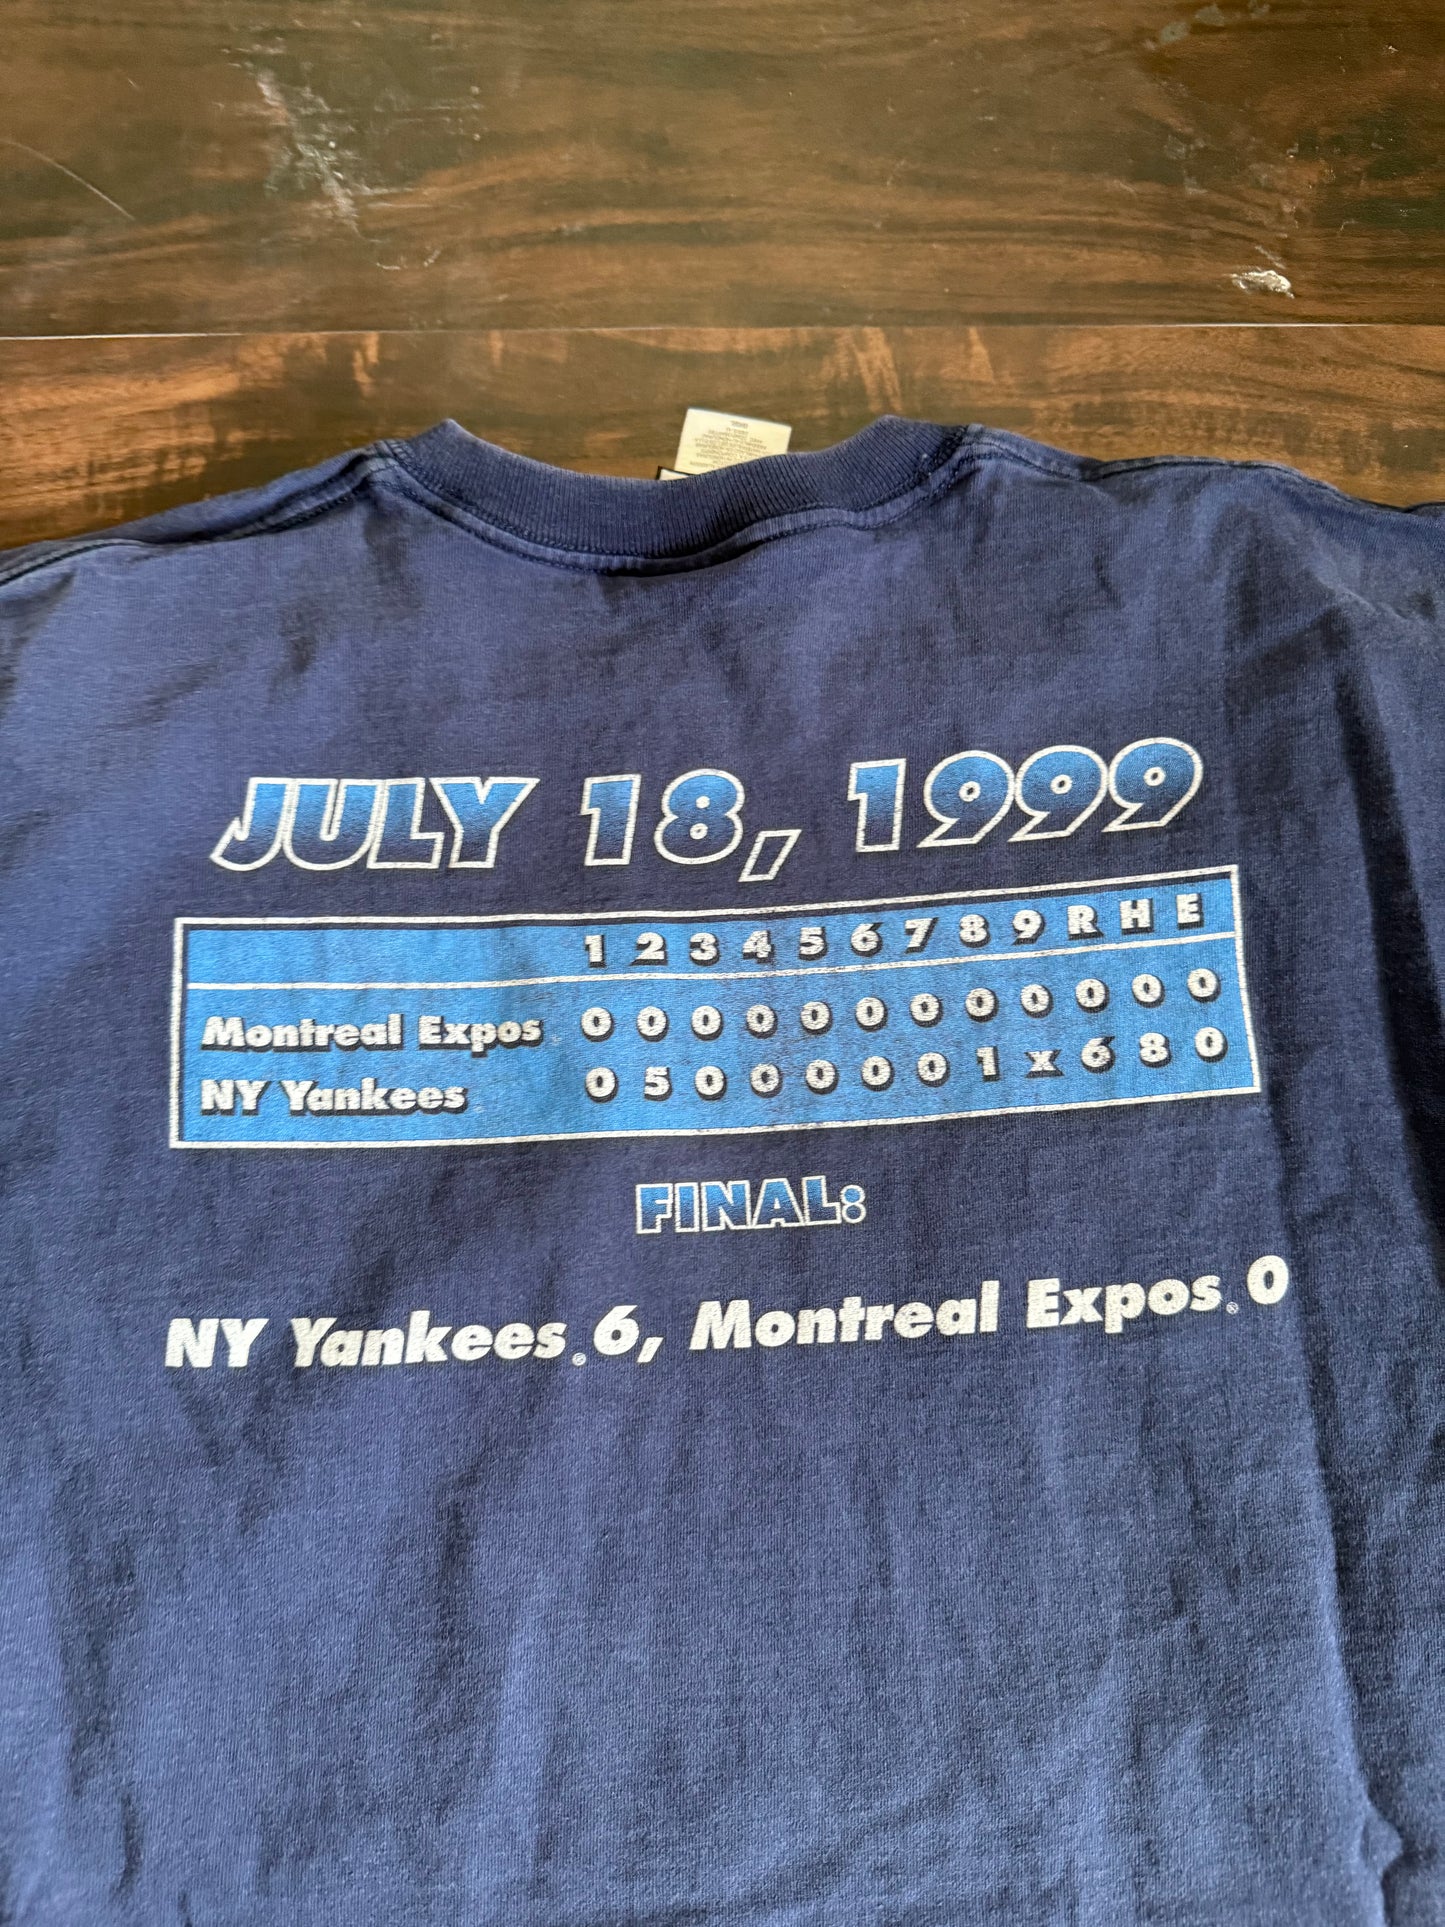 JULY 18, 1999
1 2 3 4 5 6 7 8 9 R H E
Montreal Expos 0 0 0 0 0 0 0 0 0 0 0 0
NY Yankees 0 5 0 0 0 0 0 1 x 6 8 0
FINAL:
NY Yankees® 6, Montreal Expos® 0